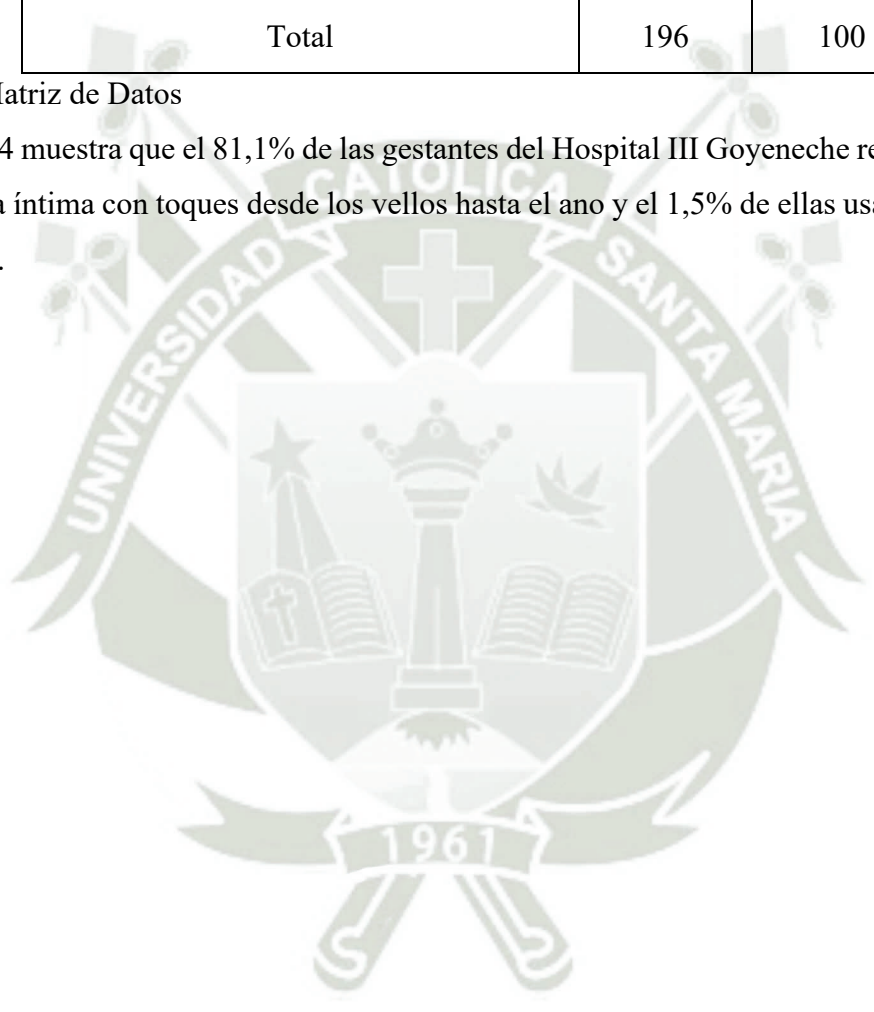 Total 196 100
atriz de Datos
4 muestra que el 81,1% de las gestantes del Hospital III Goyeneche re
a íntima con toques desde los vellos hasta el ano y el 1,5% de ellas usa
.
UNIVERSIDAD CATOLICA SANTA MARIA
1961